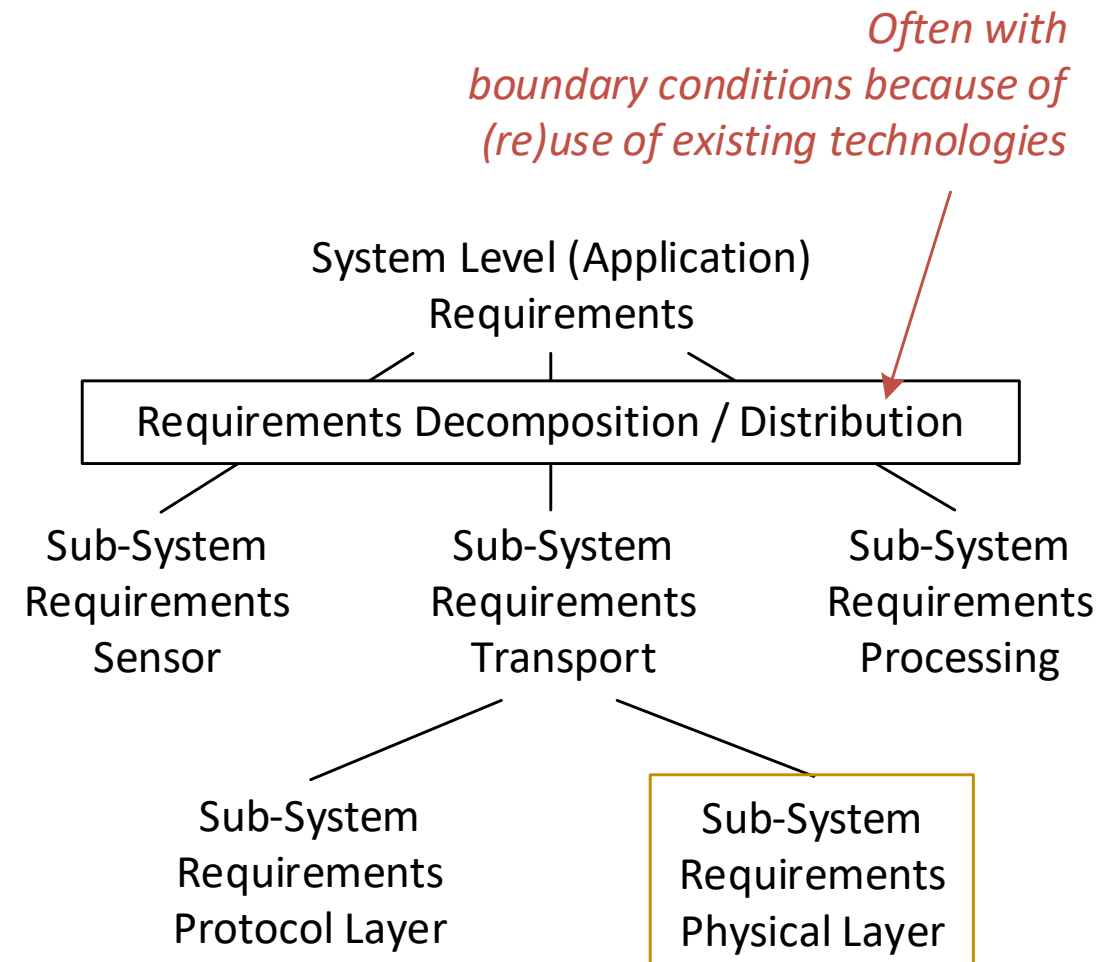 Often with
boundary conditions because of
(re)use of existing technologies
System Level (Application)
Requirements
Requirements Decomposition / Distribution
Sub-System
Requirements
Sensor
Sub-System
Requirements
Transport
Sub-System
Requirements
Processing
Sub-System
Requirements
Protocol Layer
Sub-System
Requirements
Physical Layer